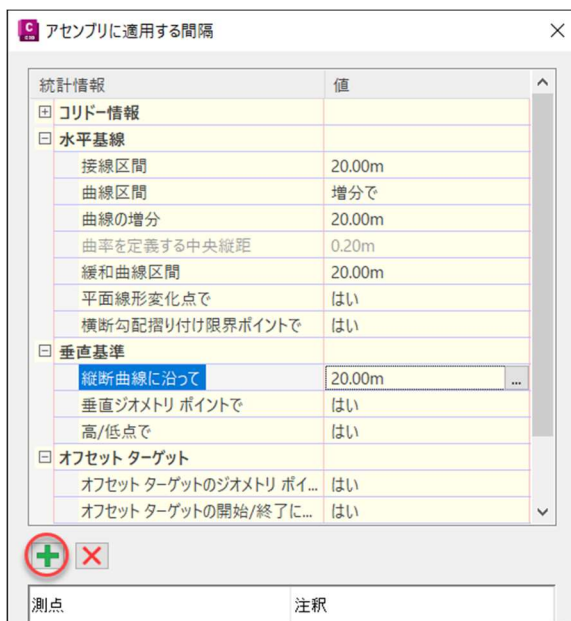 アセンブリに適用する間隔
統計情報 値
コリドー情報
水平基線
接線区間 20.00m
曲線区間 増分で
曲線の増分 20.00m
曲率を定義する中央縦距 0.20m
緩和曲線区間 20.00m
平面線形変化点で はい
横断勾配摺り付け限界ポイントで はい
垂直基準
縦断曲線に沿って 20.00m ...
垂直ジオメトリ ポイントで はい
高/低点で はい
オフセット ターゲット
オフセット ターゲットのジオメトリ ポイ... はい
オフセット ターゲットの開始/終了に... はい
測点 注釈